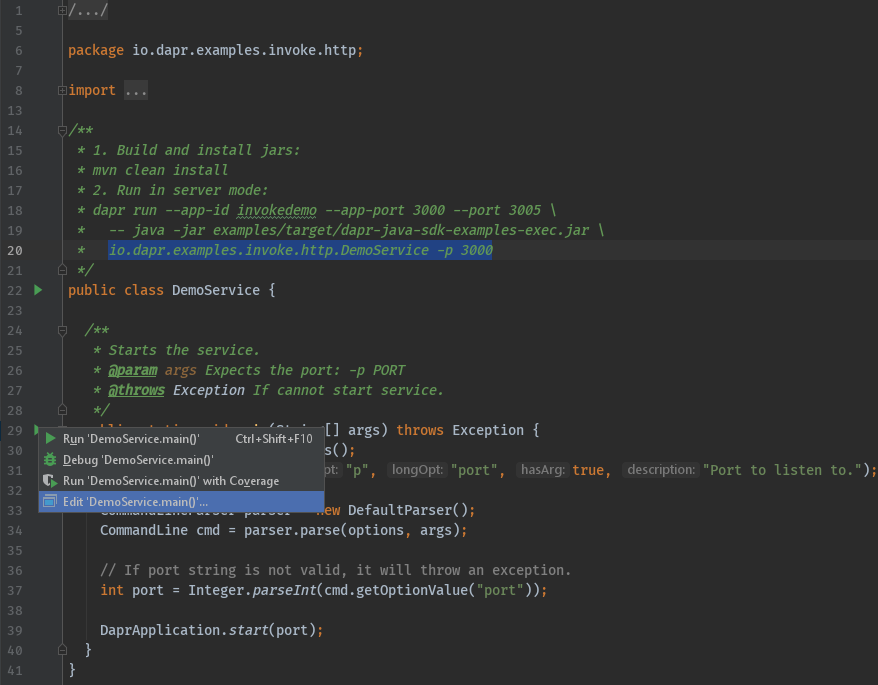 1 /.../
5
6 package io.dapr.examples.invoke.http;
7
8 import ...
13
14 /**
15 * 1. Build and install jars:
16 * mvn clean install
17 * 2. Run in server mode:
18 * dapr run --app-id invokedemo --app-port 3000 --port 3005 \
19 *   -- java -jar examples/target/dapr-java-sdk-examples-exec.jar \
20 *   io.dapr.examples.invoke.http.DemoService -p 3000
21 */
22 public class DemoService {
23
24 /**
25 * Starts the service.
26 * @param args Expects the port: -p PORT
27 * @throws Exception If cannot start service.
28 */
29 [] args) throws Exception {
Run 'DemoService.main()' Ctrl+Shift+F10
30 s();
Debug 'DemoService.main()'
31 pt: "p", longOpt: "port", hasArg: true, description: "Port to listen to.");
Run 'DemoService.main()' with Coverage
32
Edit 'DemoService.main()'...
33 new DefaultParser();
34 CommandLine cmd = parser.parse(options, args);
35
36 // If port string is not valid, it will throw an exception.
37 int port = Integer.parseInt(cmd.getOptionValue("port"));
38
39 DaprApplication.start(port);
40 }
41 }